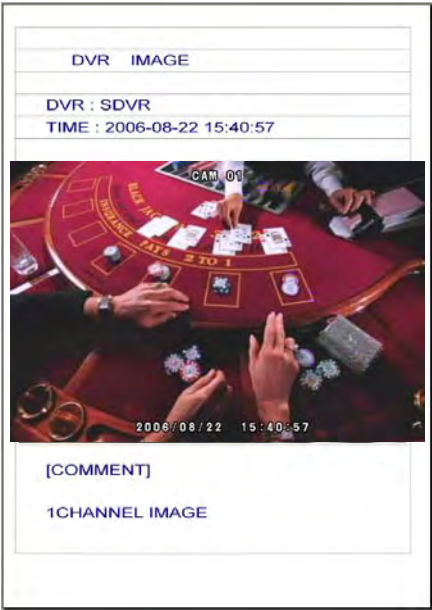 DVR IMAGE
DVR : SDVR
TIME : 2006-08-22 15:40:57
CAM 01
BLACK JACK
INSURANCE PAYS 2 TO 1
2006/08/22 15:40:57
[COMMENT]
1CHANNEL IMAGE